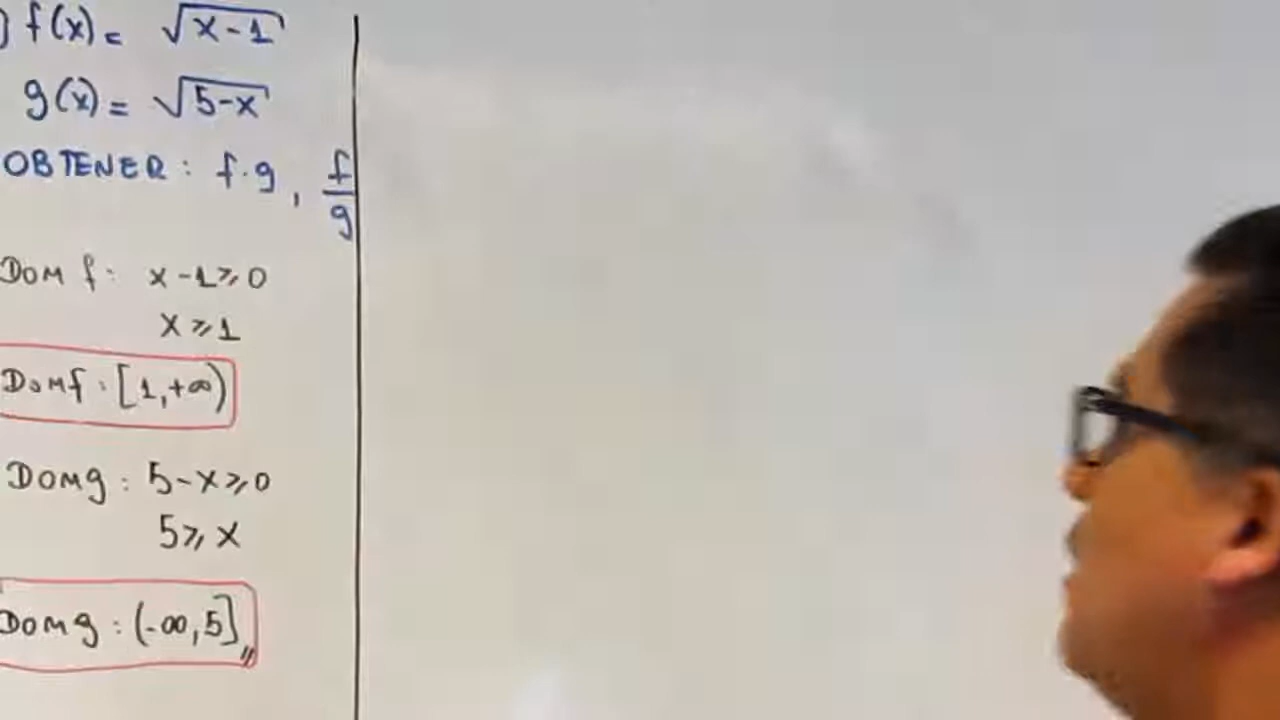 ) f(x) = √x-1
g(x) = √5-x
OBTENER: f.g, f/g
Dom f: x-1⩾0
x⩾1
Dom f: [1,+∞)
Dom g: 5-x⩾0
5⩾x
Dom g: (-∞,5]//